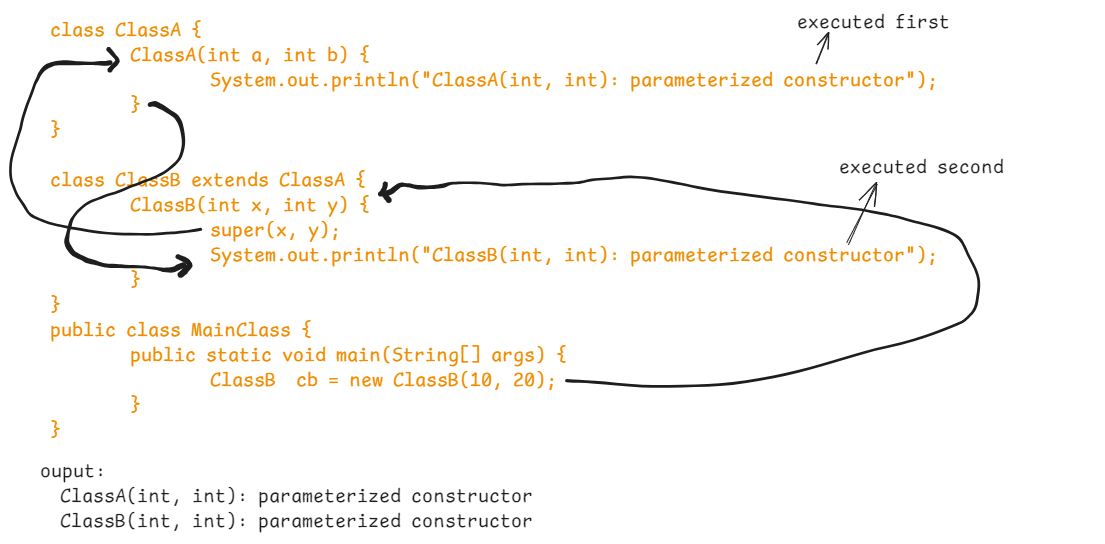 executed first
class ClassA {
ClassA(int a, int b) {
System.out.println("ClassA(int, int): parameterized constructor");
}
}
executed second
class ClassB extends ClassA {
ClassB(int x, int y) {
super(x, y);
System.out.println("ClassB(int, int): parameterized constructor");
}
}
public class MainClass {
public static void main(String[] args) {
ClassB  cb = new ClassB(10, 20);
}
}
ouput:
ClassA(int, int): parameterized constructor
ClassB(int, int): parameterized constructor